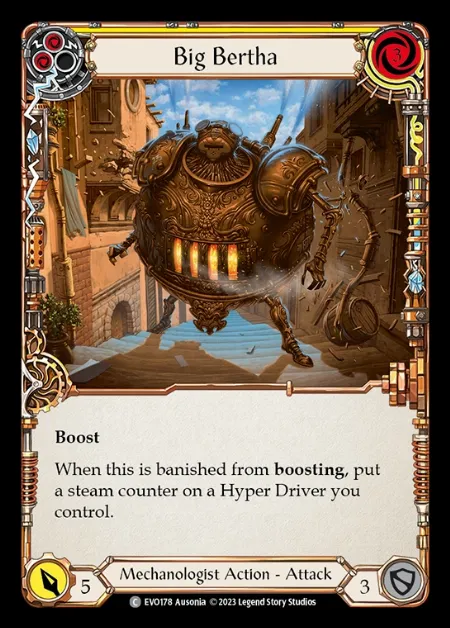 Big Bertha
3
Boost
When this is banished from boosting, put
a steam counter on a Hyper Driver you
control.
5
Mechanologist Action - Attack
3
C EVO178 Ausonia © 2023 Legend Story Studios